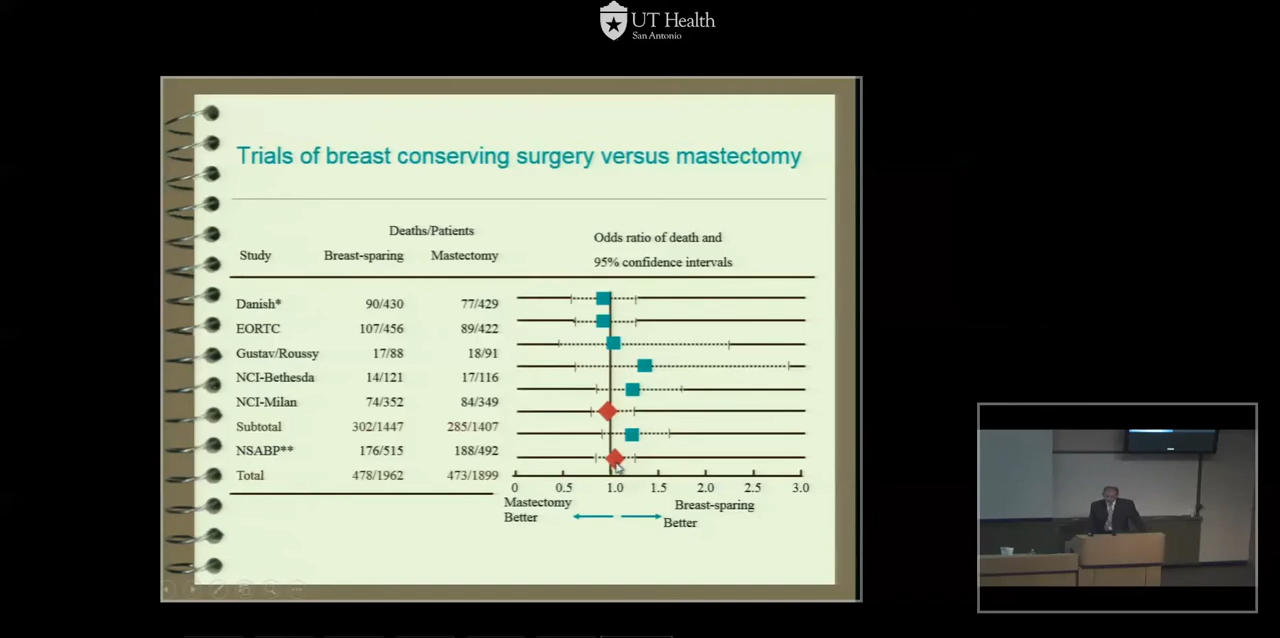 UT Health
San Antonio
Trials of breast conserving surgery versus mastectomy
Deaths/Patients
Odds ratio of death and
Study Breast-sparing Mastectomy
95% confidence intervals
Danish* 90/430 77/429
EORTC 107/456 89/422
Gustav/Roussy 17/88 18/91
NCI-Bethesda 14/121 17/116
NCI-Milan 74/352 84/349
Subtotal 302/1447 285/1407
NSABP** 176/515 188/492
Total 478/1962 473/1899
0 0.5 1.0 1.5 2.0 2.5 3.0
Mastectomy Breast-sparing
Better Better